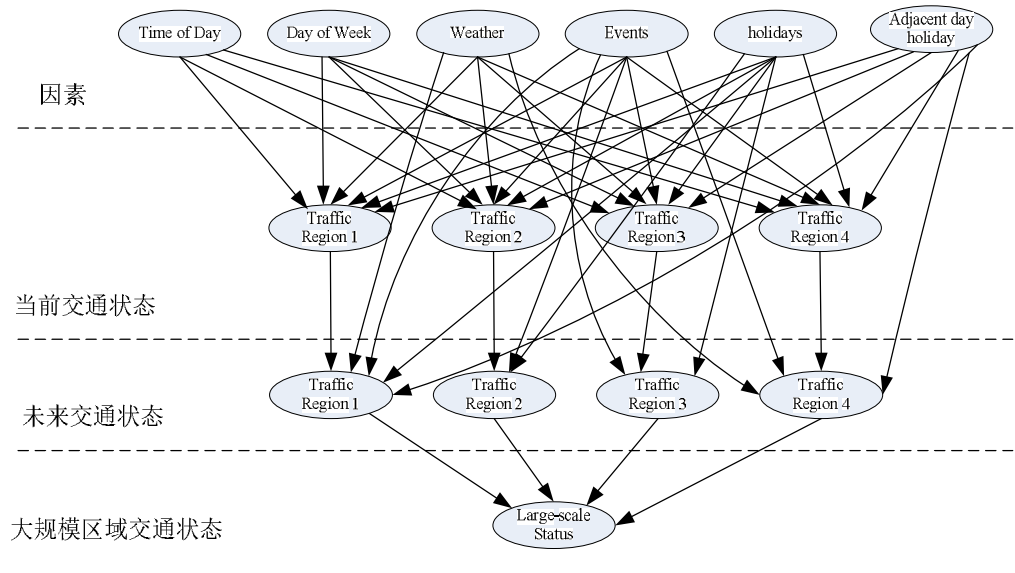 Time of Day
Day of Week
Weather
Events
holidays
Adjacent day
holiday
因素
Traffic
Region 1
Traffic
Region 2
Traffic
Region3
Traffic
Region 4
当前交通状态
Traffic
Region 1
Traffic
Region 2
Traffic
Region 3
Traffic
Region 4
未来交通状态
Large-scale
Status
大规模区域交通状态